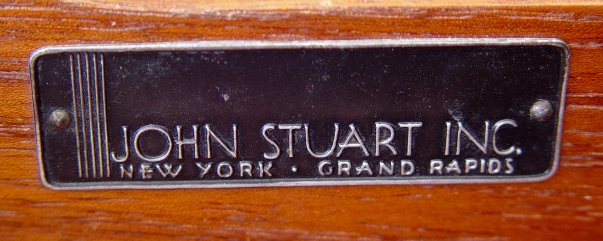 JOHN STUART INC.
NEW YORK · GRAND RAPIDS